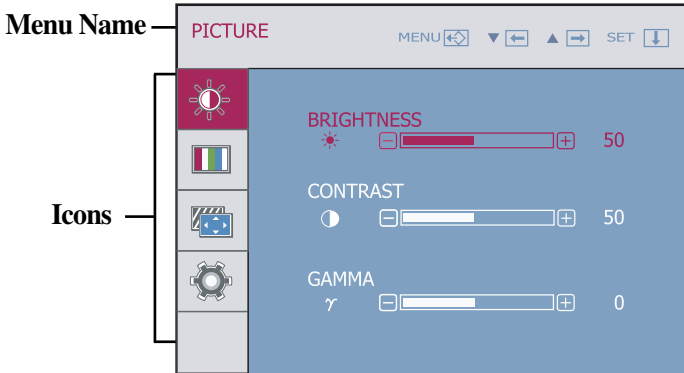 Menu Name
PICTURE MENU ▼ ▲ SET
BRIGHTNESS
50
CONTRAST
50
Icons
GAMMA
γ 0